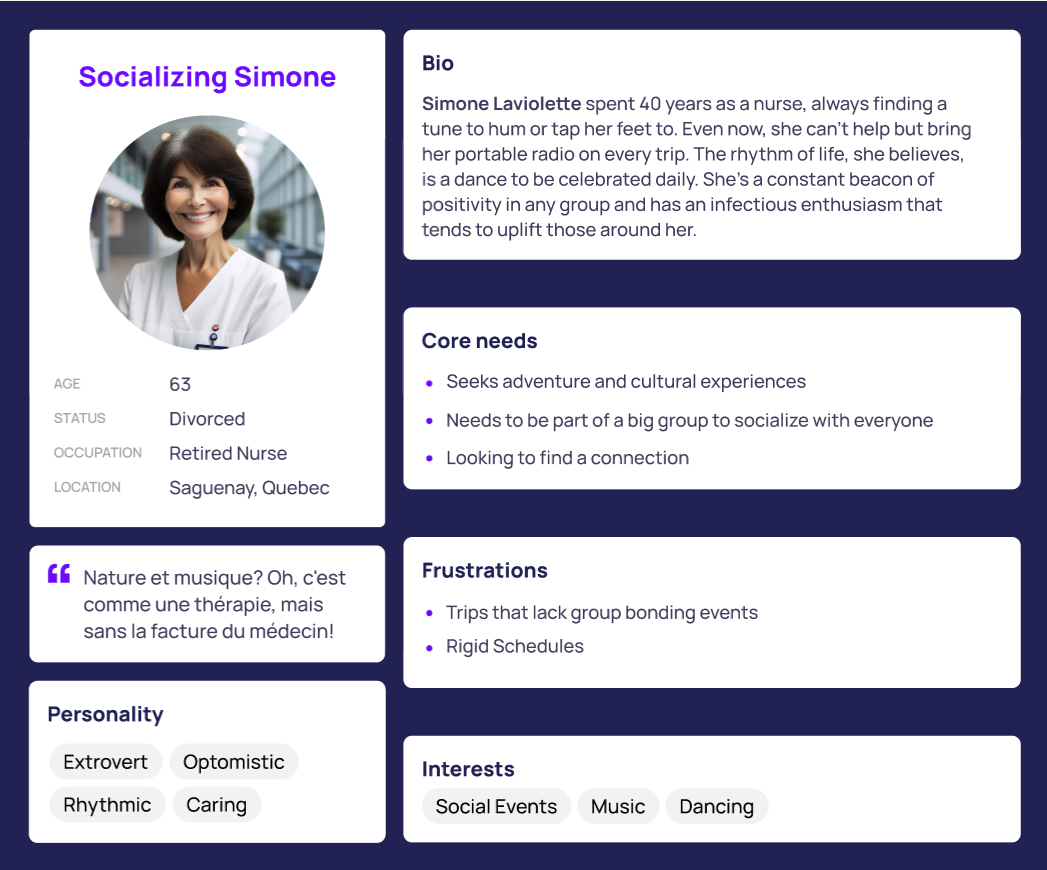 Socializing Simone
AGE 63
STATUS Divorced
OCCUPATION Retired Nurse
LOCATION Saguenay, Quebec
“ Nature et musique? Oh, c'est
comme une thérapie, mais
sans la facture du médecin!
Personality
Extrovert Optomistic
Rhythmic Caring
Bio
Simone Laviolette spent 40 years as a nurse, always finding a
tune to hum or tap her feet to. Even now, she can't help but bring
her portable radio on every trip. The rhythm of life, she believes,
is a dance to be celebrated daily. She's a constant beacon of
positivity in any group and has an infectious enthusiasm that
tends to uplift those around her.
Core needs
• Seeks adventure and cultural experiences
• Needs to be part of a big group to socialize with everyone
• Looking to find a connection
Frustrations
• Trips that lack group bonding events
• Rigid Schedules
Interests
Social Events Music Dancing